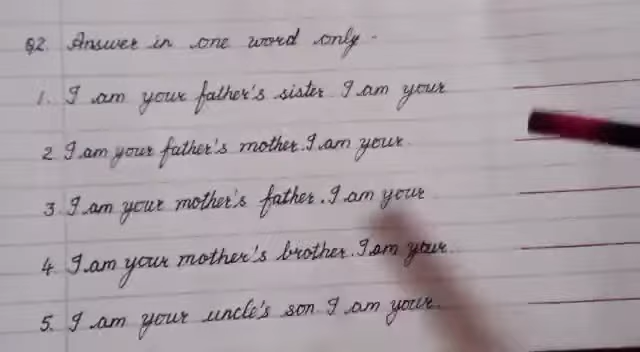 Q2. Answer in one word only.
1. I am your father's sister. I am your
2. I am your father's mother. I am your
3. I am your mother's father. I am your
4. I am your mother's brother. I am your
5. I am your uncle's son. I am your